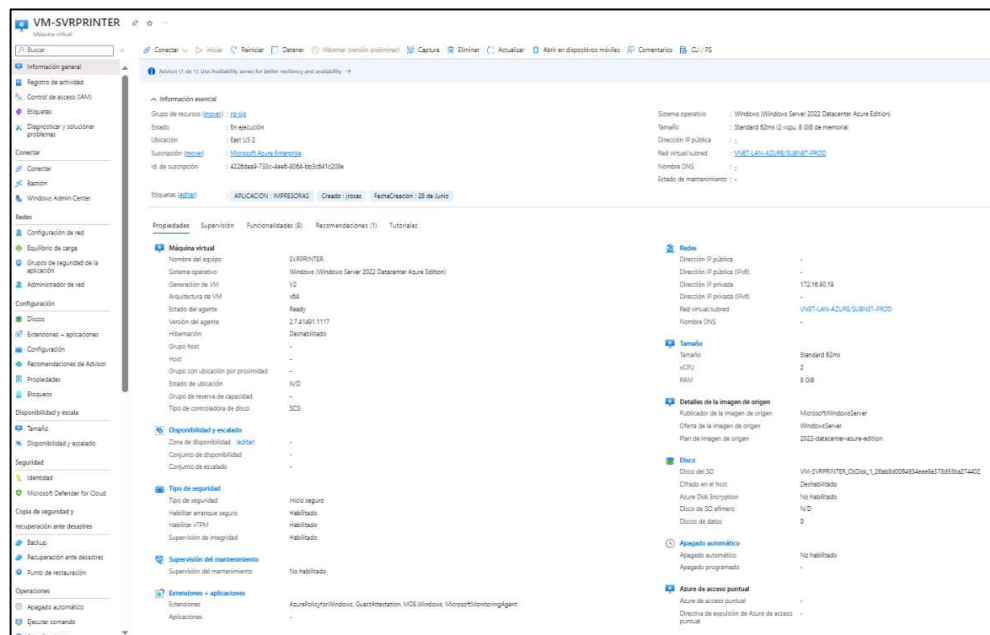 VM-SVRPRINTER
Máquina virtual
Buscar
Conectar Iniciar Reiniciar Detener Hibernar (versión preliminar) Captura Eliminar Actualizar Abrir en dispositivos móviles Comentarios CLI / PS
Advisor (1 de 1): Use Availability zones for better resiliency and availability
Información general
Registro de actividad
Control de acceso (IAM)
Etiquetas
Diagnosticar y solucionar
problemas
Conectar
Conectar
Bastión
Windows Admin Center
Redes
Configuración de red
Equilibrio de carga
Grupos de seguridad de la
aplicación
Administrador de red
Configuración
Discos
Extensiones + aplicaciones
Configuración
Recomendaciones de Advisor
Propiedades
Bloqueos
Disponibilidad y escala
Tamaño
Disponibilidad y escalado
Seguridad
Identidad
Microsoft Defender for Cloud
Copia de seguridad y
recuperación ante desastres
Backup
Recuperación ante desastres
Punto de restauración
Operaciones
Apagado automático
Ejecutar comando
Información esencial
Grupo de recursos (mover) :
Estado : En ejecución
Ubicación : East US 2
Suscripción (mover) : Microsoft Azure Enterprise
Id. de suscripción :
Sistema operativo : Windows (Windows Server 2022 Datacenter Azure Edition)
Tamaño : Standard B2ms (2 vcpu, 8 GiB de memoria)
Dirección IP pública : -
Red virtual/subred : VNET-LAN-AZURE/SUBNET-PROD
Nombre DNS : -
Estado de mantenimiento : -
Etiquetas (editar) : APLICACION : IMPRESORAS Creado : jrosas FechaCreacion : 28 de Junio
Propiedades Supervisión Funcionalidades (8) Recomendaciones (1) Tutoriales
Máquina virtual
Nombre del equipo SVRPRINTER
Sistema operativo Windows (Windows Server 2022 Datacenter Azure Edition)
Generación de VM V2
Arquitectura de VM x64
Estado del agente Ready
Versión del agente 2.7.41491.1117
Hibernación Deshabilitado
Grupo host -
Host -
Grupo con ubicación por proximidad -
Estado de ubicación N/D
Grupo de reserva de capacidad -
Tipo de controladora de disco SCSI
Disponibilidad y escalado
Zona de disponibilidad (editar) -
Conjunto de disponibilidad -
Conjunto de escalado -
Tipo de seguridad
Tipo de seguridad Inicio seguro
Habilitar arranque seguro Habilitado
Habilitar vTPM Habilitado
Supervisión de integridad Habilitado
Supervisión del mantenimiento
Supervisión del mantenimiento No habilitado
Extensiones + aplicaciones
Extensiones AzurePolicyforWindows, GuestAttestation, MDE.Windows, MicrosoftMonitoringAgent
Aplicaciones -
Redes
Dirección IP pública -
Dirección IP pública (IPv6) -
Dirección IP privada 172.16.90.19
Dirección IP privada (IPv6) -
Red virtual/subred VNET-LAN-AZURE/SUBNET-PROD
Nombre DNS -
Tamaño
Tamaño Standard B2ms
vCPU 2
RAM 8 GiB
Detalles de la imagen de origen
Publicador de la imagen de origen MicrosoftWindowsServer
Oferta de la imagen de origen WindowsServer
Plan de imagen de origen 2022-datacenter-azure-edition
Disco
Disco del SO
Cifrado en el host Deshabilitado
Azure Disk Encryption No habilitado
Disco de SO efímero N/D
Discos de datos 0
Apagado automático
Apagado automático No habilitado
Apagado programado -
Azure de acceso puntual
Azure de acceso puntual -
Directiva de expulsión de Azure de acceso -
puntual